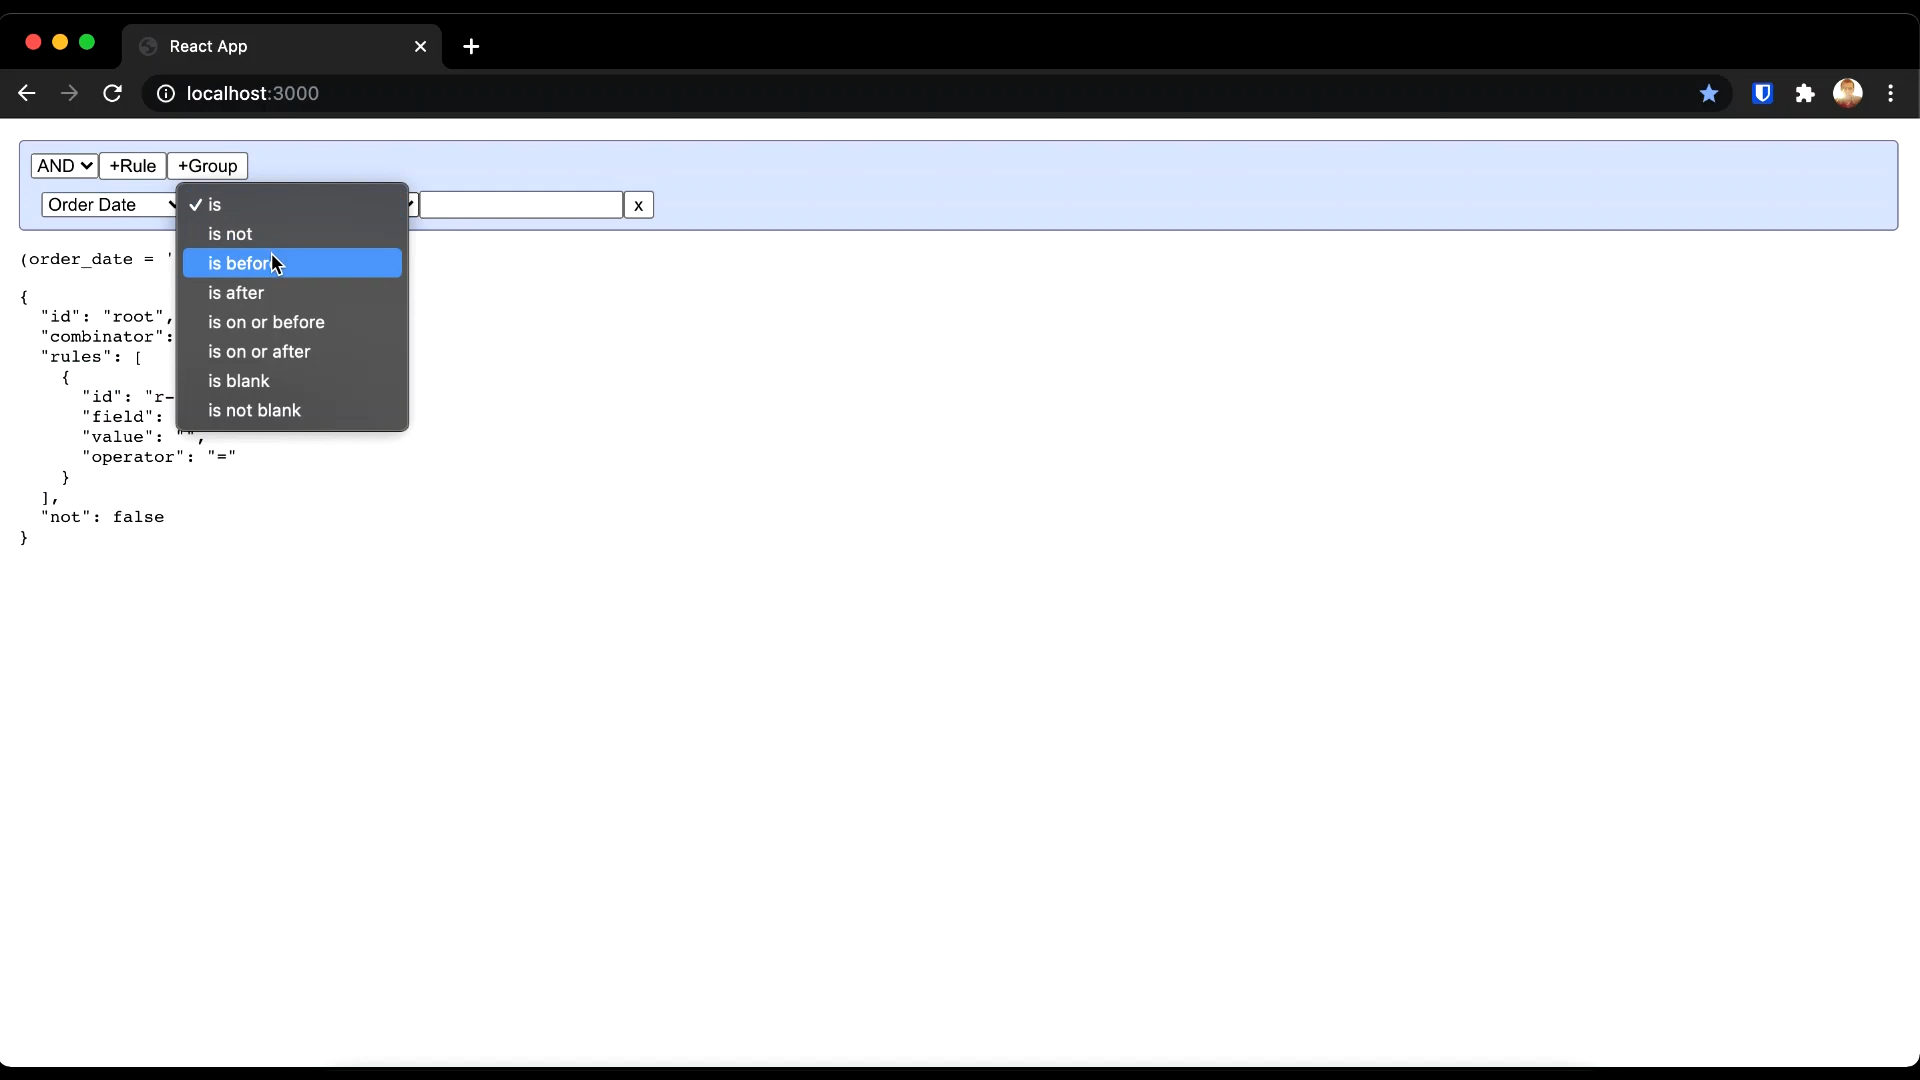 React App
localhost:3000
AND +Rule +Group
Order Date x
is
is not
is before
is after
is on or before
is on or after
is blank
is not blank
(order_date = '
{
"id": "root",
"combinator":
"rules": [
{
"id": "r-
"field":
"value": "",
"operator": "="
}
],
"not": false
}